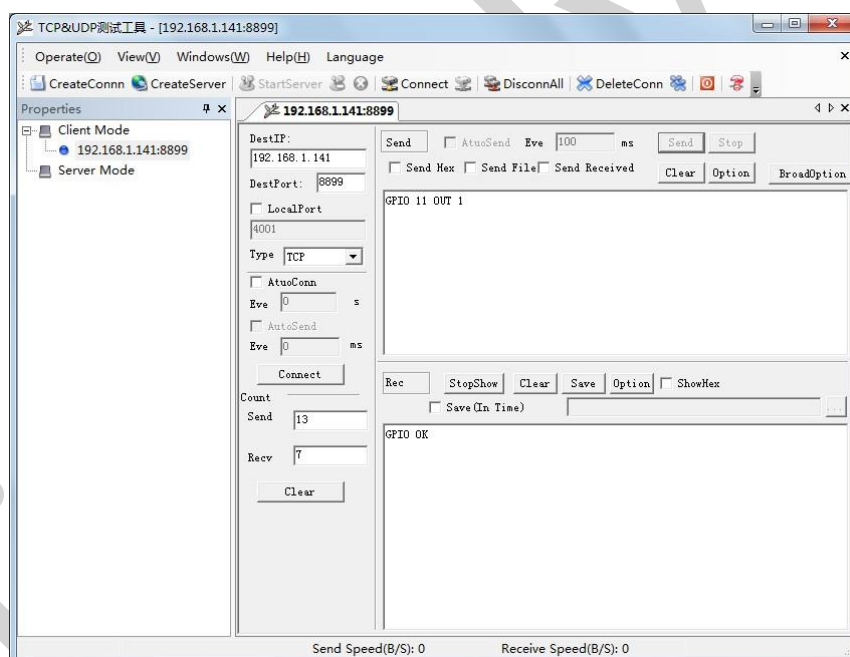 TCP&UDP测试工具 - [192.168.1.141:8899]
Operate(O) View(V) Windows(W) Help(H) Language
CreateConnn CreateServer StartServer Connect DisconnAll DeleteConn
Properties
192.168.1.141:8899
Client Mode
192.168.1.141:8899
Server Mode
DestIP:
192.168.1.141
DestPort: 8899
LocalPort
4001
Type TCP
AtuoConn
Eve 0 s
AutoSend
Eve 0 ms
Connect
Count
Send 13
Recv 7
Clear
Send AtuoSend Eve 100 ms Send Stop
Send Hex Send File Send Received Clear Option BroadOption
GPIO 11 OUT 1
Rec StopShow Clear Save Option ShowHex
Save(In Time) ...
GPIO OK
Send Speed(B/S): 0 Receive Speed(B/S): 0